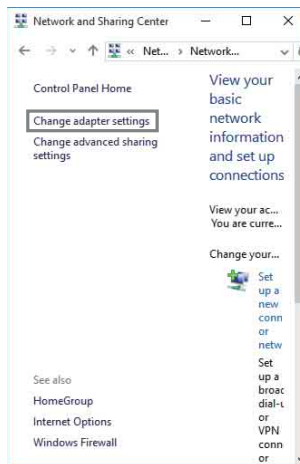 Network and Sharing Center
« Net... › Network...
Control Panel Home
Change adapter settings
Change advanced sharing
settings
See also
HomeGroup
Internet Options
Windows Firewall
View your
basic
network
information
and set up
connections
View your ac...
You are curre...
Change your...
Set
up a
new
conn
or
netw
Set
up a
broad
dial-u
or
VPN
conn
or